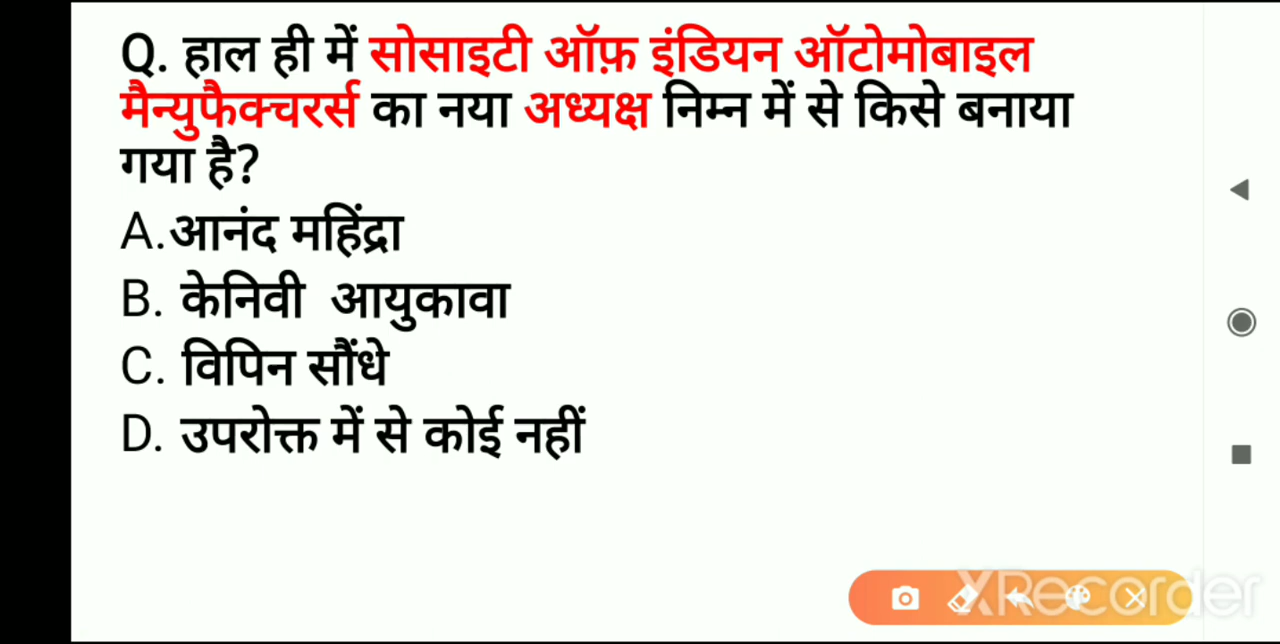 Q. हाल ही में सोसाइटी ऑफ़ इंडियन ऑटोमोबाइल
मैन्युफैक्चरर्स का नया अध्यक्ष निम्न में से किसे बनाया
गया है?
A.आनंद महिंद्रा
B. केनिवी आयुकावा
C. विपिन सौंधे
D. उपरोक्त में से कोई नहीं
XRecorder